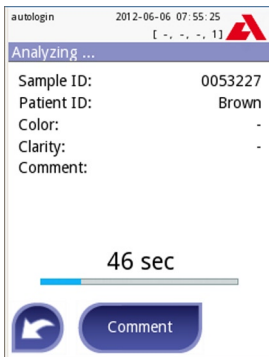 autologin 2012-06-06 07:55:25
[ -, -, -, 1]
Analyzing ...
Sample ID: 0053227
Patient ID: Brown
Color: -
Clarity: -
Comment:
46 sec
Comment